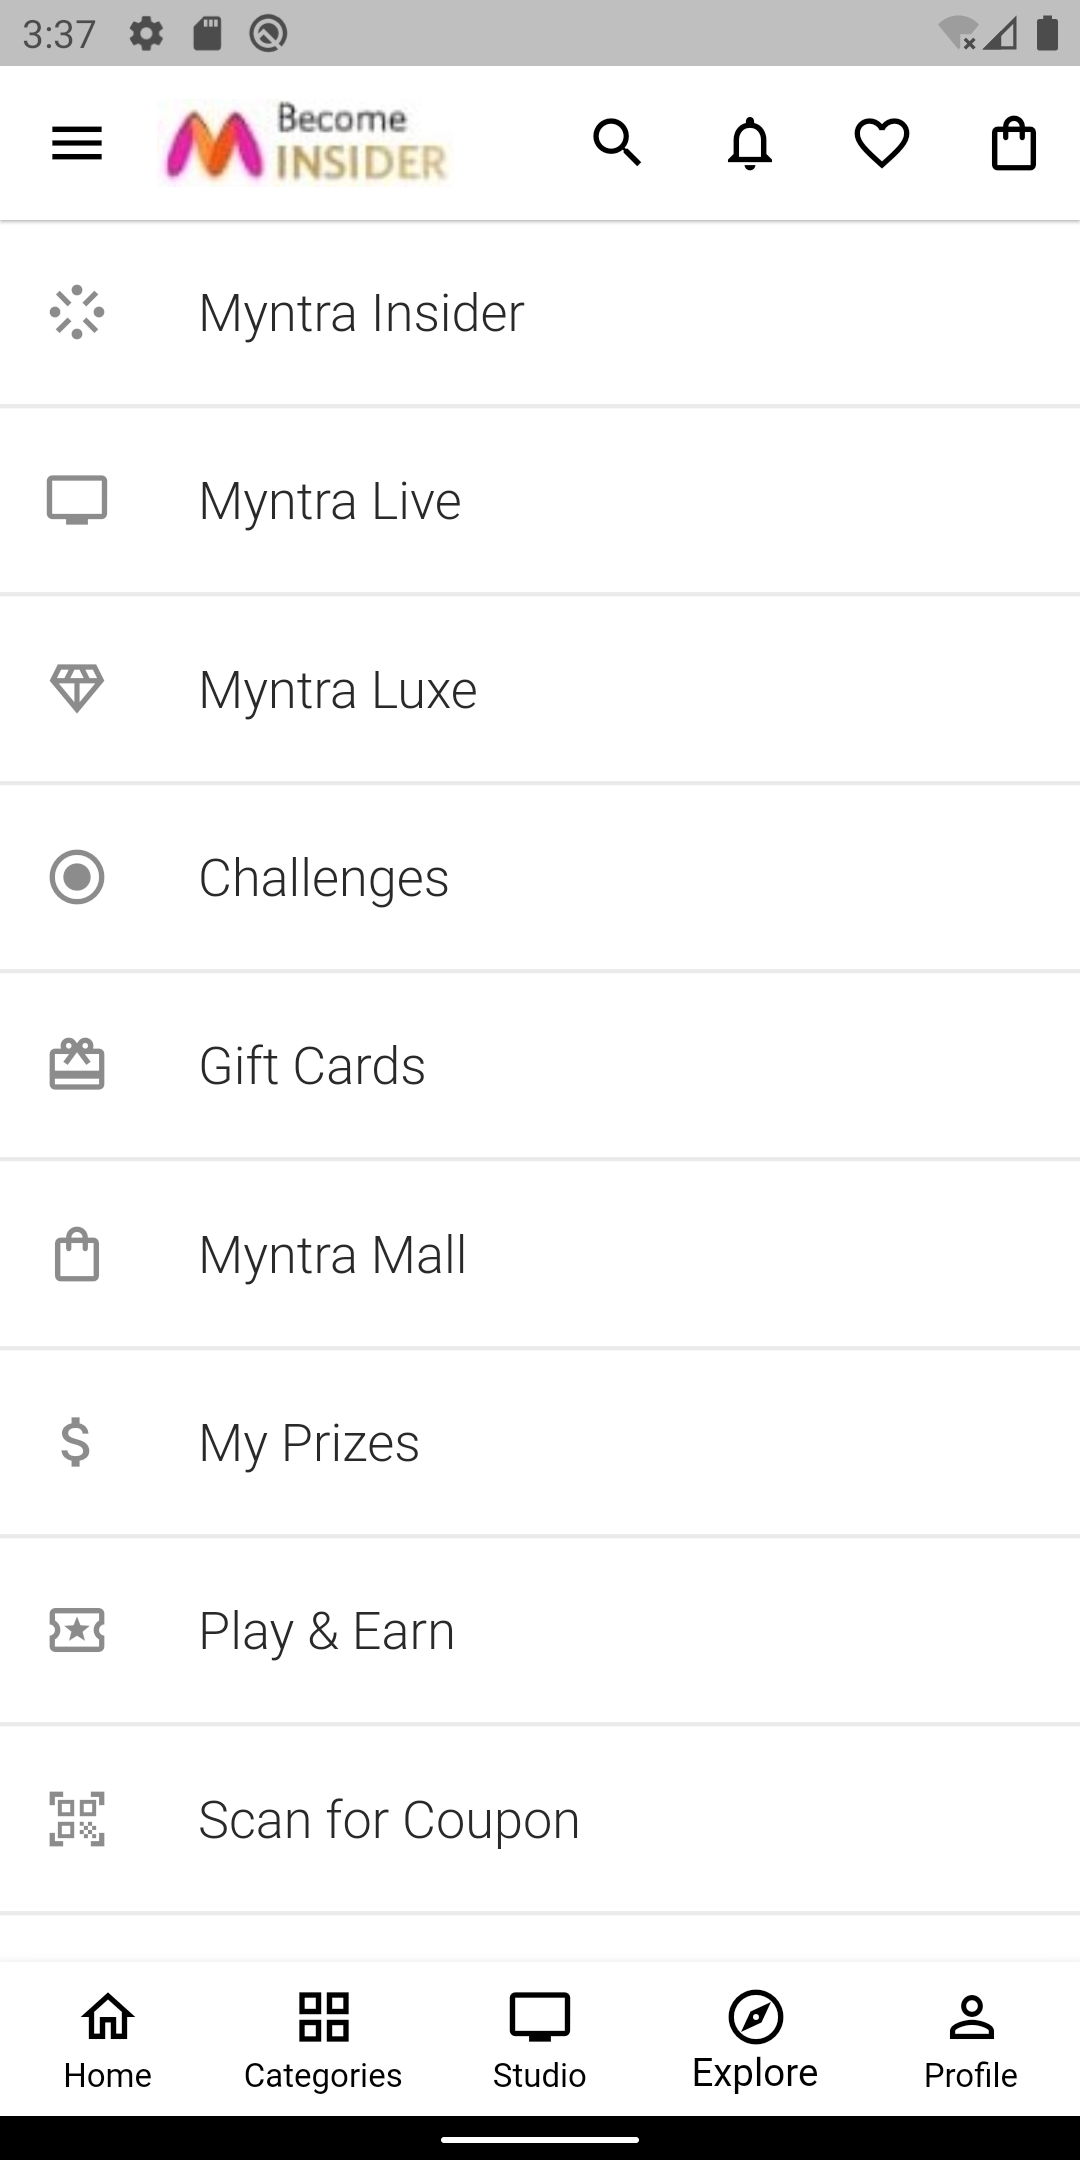 3:37
Become
INSIDER
Myntra Insider
Myntra Live
Myntra Luxe
Challenges
Gift Cards
Myntra Mall
My Prizes
Play & Earn
Scan for Coupon
Home
Categories
Studio
Explore
Profile